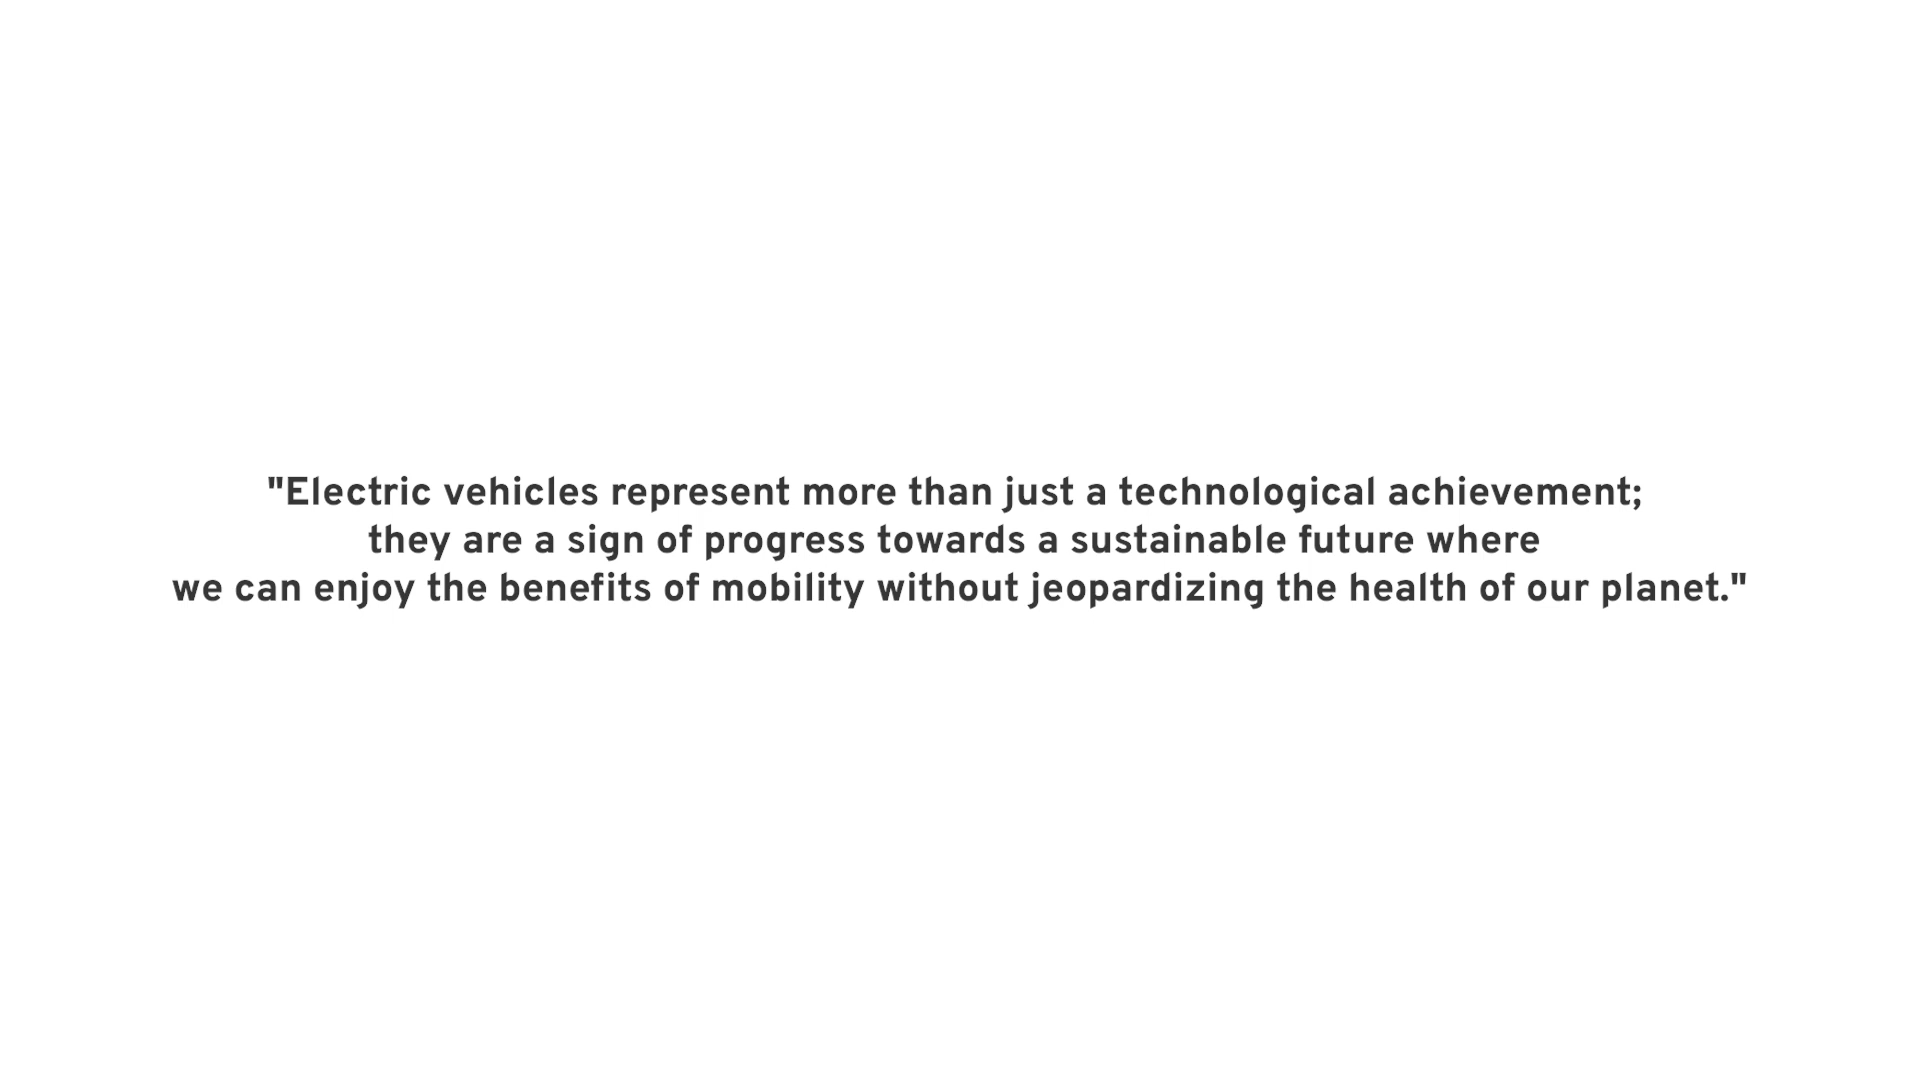 "Electric vehicles represent more than just a technological achievement;
they are a sign of progress towards a sustainable future where
we can enjoy the benefits of mobility without jeopardizing the health of our planet."